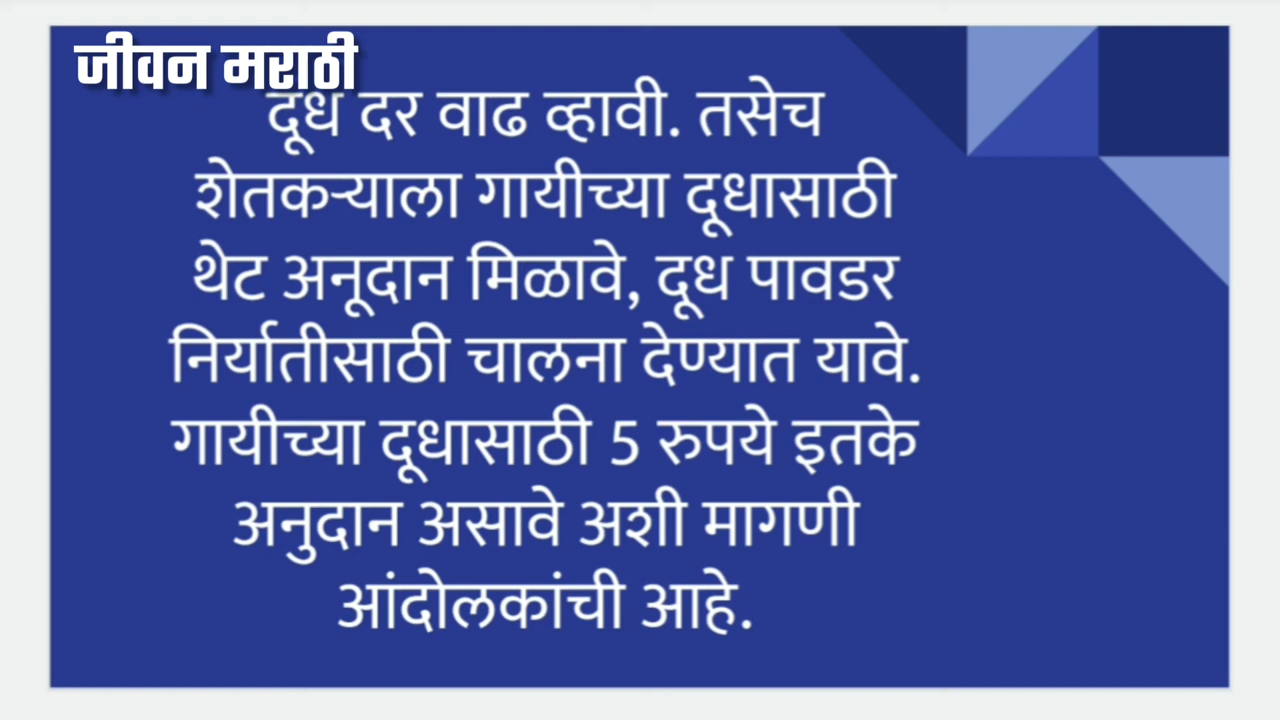 जीवन मराठी
दूध दर वाढ व्हावी. तसेच
शेतकऱ्याला गायीच्या दूधासाठी
थेट अनूदान मिळावे, दूध पावडर
निर्यातीसाठी चालना देण्यात यावे.
गायीच्या दूधासाठी 5 रुपये इतके
अनुदान असावे अशी मागणी
आंदोलकांची आहे.